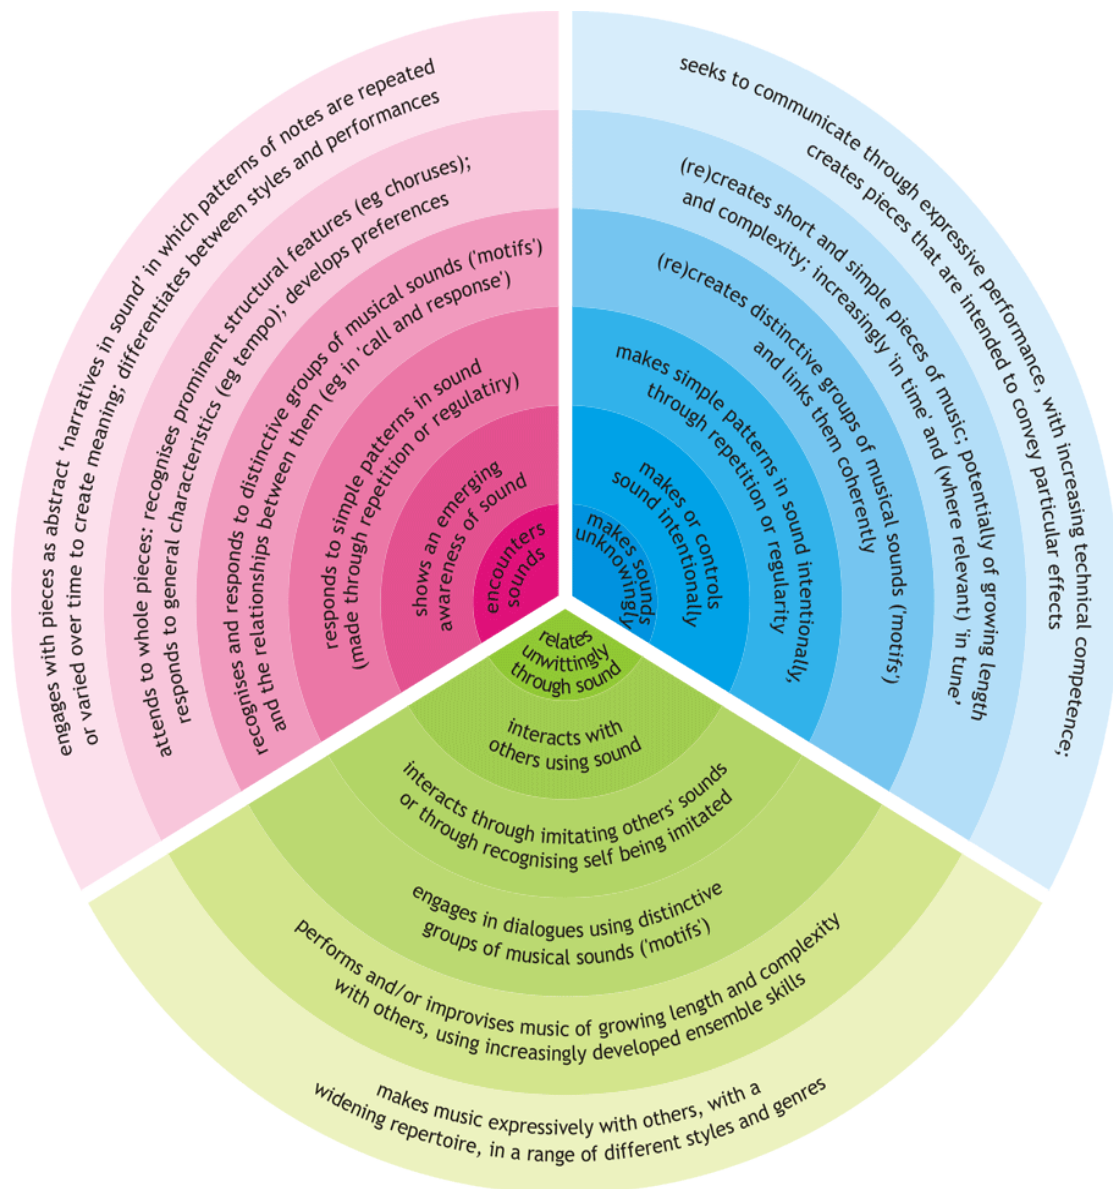 engages with pieces as abstract ‘narratives in sound’ in which patterns of notes are repeated
or varied over time to create meaning; differentiates between styles and performances
attends to whole pieces: recognises prominent structural features (eg choruses);
responds to general characteristics (eg tempo); develops preferences
recognises and responds to distinctive groups of musical sounds ('motifs')
and the relationships between them (eg in 'call and response')
responds to simple patterns in sound
(made through repetition or regulatiry)
shows an emerging
awareness of sound
encounters
sounds
seeks to communicate through expressive performance, with increasing technical competence;
creates pieces that are intended to convey particular effects
(re)creates short and simple pieces of music; potentially of growing length
and complexity; increasingly 'in time' and (where relevant) 'in tune'
(re)creates distinctive groups of musical sounds ('motifs')
and links them coherently
makes simple patterns in sound intentionally,
through repetition or regularity
makes or controls
sound intentionally
makes sounds
unknowingly
relates
unwittingly
through sound
interacts with
others using sound
interacts through imitating others' sounds
or through recognising self being imitated
engages in dialogues using distinctive
groups of musical sounds ('motifs')
performs and/or improvises music of growing length and complexity
with others, using increasingly developed ensemble skills
makes music expressively with others, with a
widening repertoire, in a range of different styles and genres